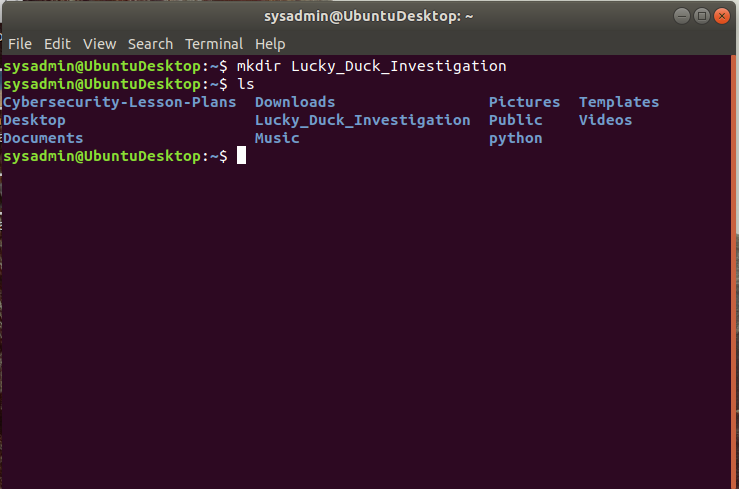 sysadmin@UbuntuDesktop: ~
File Edit View Search Terminal Help
sysadmin@UbuntuDesktop:~$ mkdir Lucky_Duck_Investigation
sysadmin@UbuntuDesktop:~$ ls
Cybersecurity-Lesson-Plans Downloads Pictures Templates
Desktop Lucky_Duck_Investigation Public Videos
Documents Music python
sysadmin@UbuntuDesktop:~$